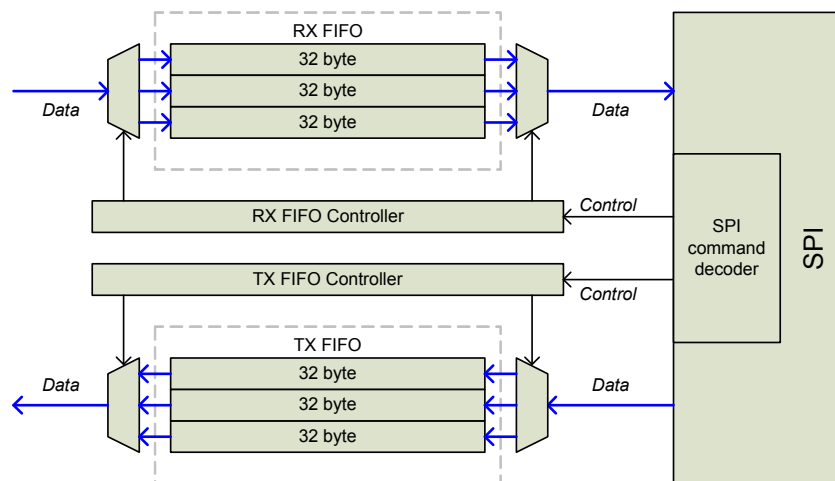 RX FIFO
32 byte
32 byte
32 byte
Data
Data
RX FIFO Controller
Control
SPI
command
decoder
SPI
TX FIFO Controller
Control
TX FIFO
32 byte
32 byte
32 byte
Data
Data